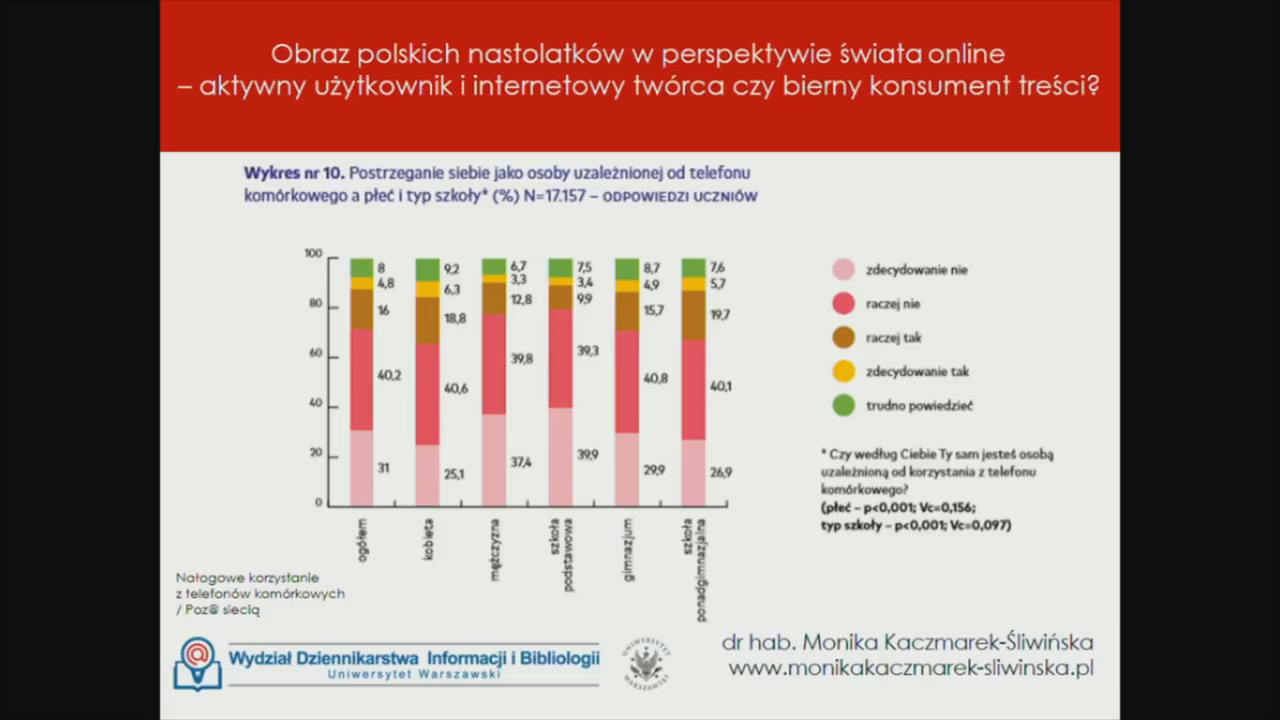 Obraz polskich nastolatków w perspektywie świata online
– aktywny użytkownik i internetowy twórca czy bierny konsument treści?
Wykres nr 10. Postrzeganie siebie jako osoby uzależnionej od telefonu
komórkowego a płeć i typ szkoły* (%) N=17.157 – ODPOWIEDZI UCZNIÓW
100
80
60
40
20
0
8
4,8
16
40,2
31
9,2
6,3
18,8
40,6
25,1
6,7
3,3
12,8
39,8
37,4
7,5
3,4
9,9
39,3
39,9
8,7
4,9
15,7
40,8
29,9
7,6
5,7
19,7
40,1
26,9
ogółem
kobieta
mężczyzna
szkoła
podstawowa
gimnazjum
szkoła
ponadgimnazjalna
zdecydowanie nie
raczej nie
raczej tak
zdecydowanie tak
trudno powiedzieć
* Czy według Ciebie Ty sam jesteś osobą
uzależnioną od korzystania z telefonu
komórkowego?
(płeć – p<0,001; Vc=0,156;
typ szkoły – p<0,001; Vc=0,097)
Nałogowe korzystanie
z telefonów komórkowych
/ Poz@ siecią
Wydział Dziennikarstwa Informacji i Bibliologii
Uniwersytet Warszawski
UNIWERSYTET
WARSZAWSKI
dr hab. Monika Kaczmarek-Śliwińska
www.monikakaczmarek-sliwinska.pl